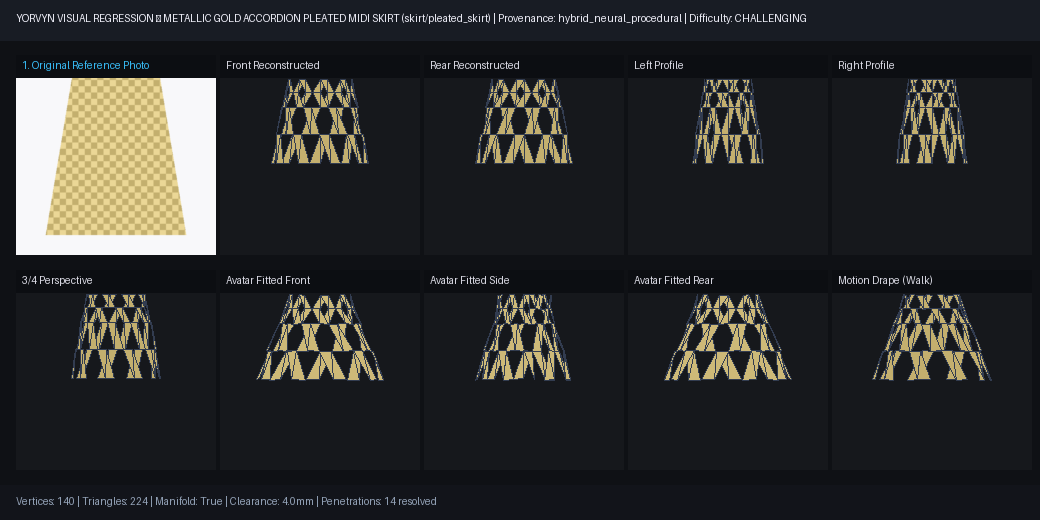 YORVYN VISUAL REGRESSION ▯ METALLIC GOLD ACCORDION PLEATED MIDI SKIRT (skirt/pleated_skirt) | Provenance: hybrid_neural_procedural | Difficulty: CHALLENGING
1. Original Reference Photo
Front Reconstructed
Rear Reconstructed
Left Profile
Right Profile
3/4 Perspective
Avatar Fitted Front
Avatar Fitted Side
Avatar Fitted Rear
Motion Drape (Walk)
Vertices: 140 | Triangles: 224 | Manifold: True | Clearance: 4.0mm | Penetrations: 14 resolved